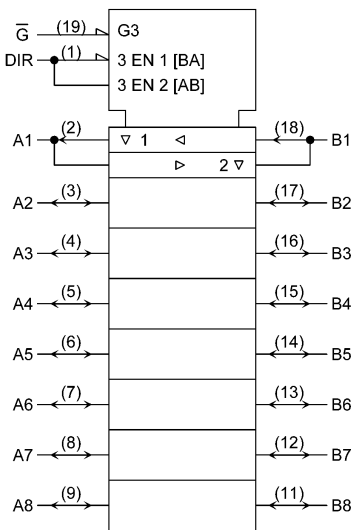 G̅ (19) G3
DIR (1) 3 EN 1 [BA]
3 EN 2 [AB]
A1 (2) ▽ 1 ◁ (18) B1
▷ 2 ▽
A2 (3) (17) B2
A3 (4) (16) B3
A4 (5) (15) B4
A5 (6) (14) B5
A6 (7) (13) B6
A7 (8) (12) B7
A8 (9) (11) B8